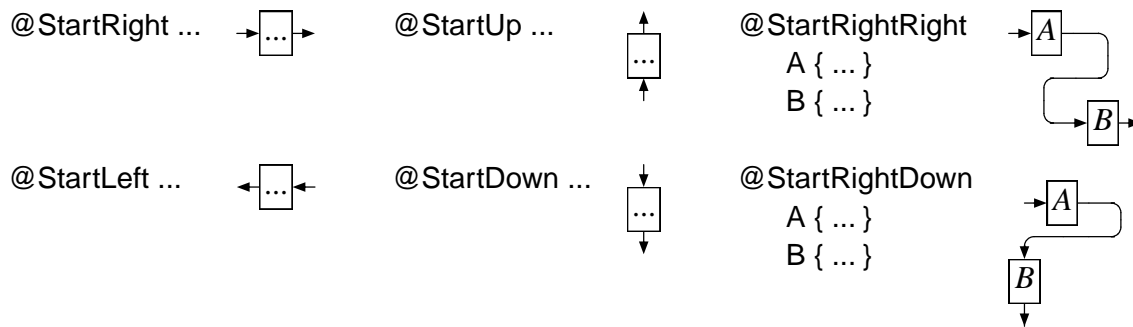 @StartRight ...
...
@StartUp ...
...
@StartRightRight
A { ... }
B { ... }
A
B
@StartLeft ...
...
@StartDown ...
...
@StartRightDown
A { ... }
B { ... }
A
B